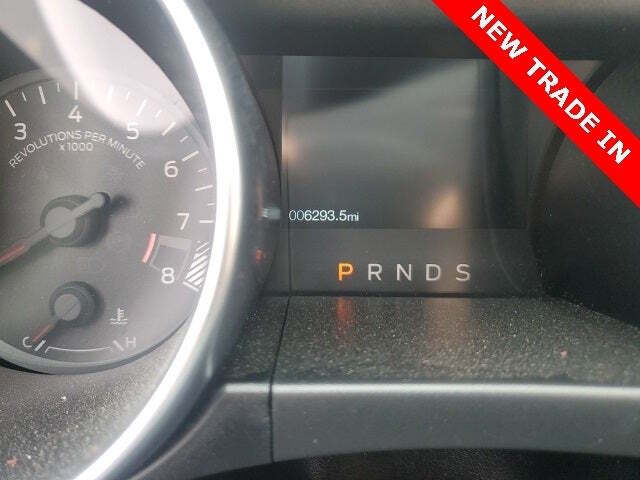 NEW TRADE IN
3 4 5 6 7 8
REVOLUTIONS PER MINUTE
x1000
006293.5mi
P R N D S
C H